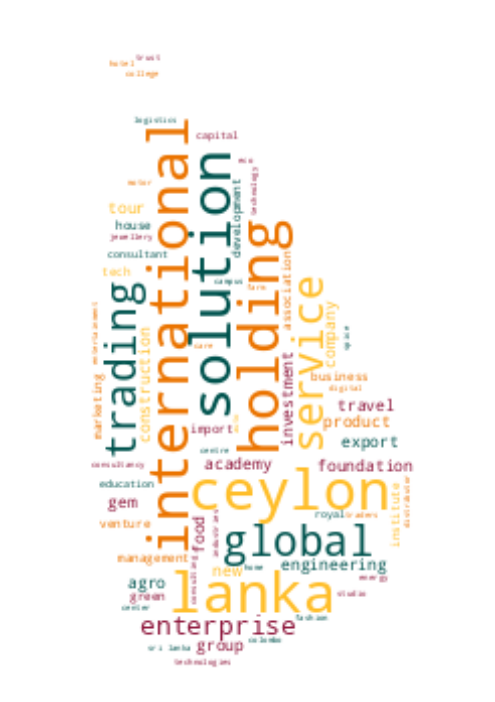 trust
hotel
college
logistics
international
capital
solution
eco
technology
motor
development
tour
house
holding
jewellery
consultant
association
tech
campus
farm
trading
service
entertainment
company
construction
spice
care
investment
business
marketing
digital
travel
product
import
export
centre
consultancy
academy
foundation
ceylon
education
gem
institute
distributor
royal
traders
venture
food
industries
global
management
engineering
new
home
energy
agro
lanka
consultants
green
studio
center
fashion
enterprise
colombo
sri lanka
group
technologies